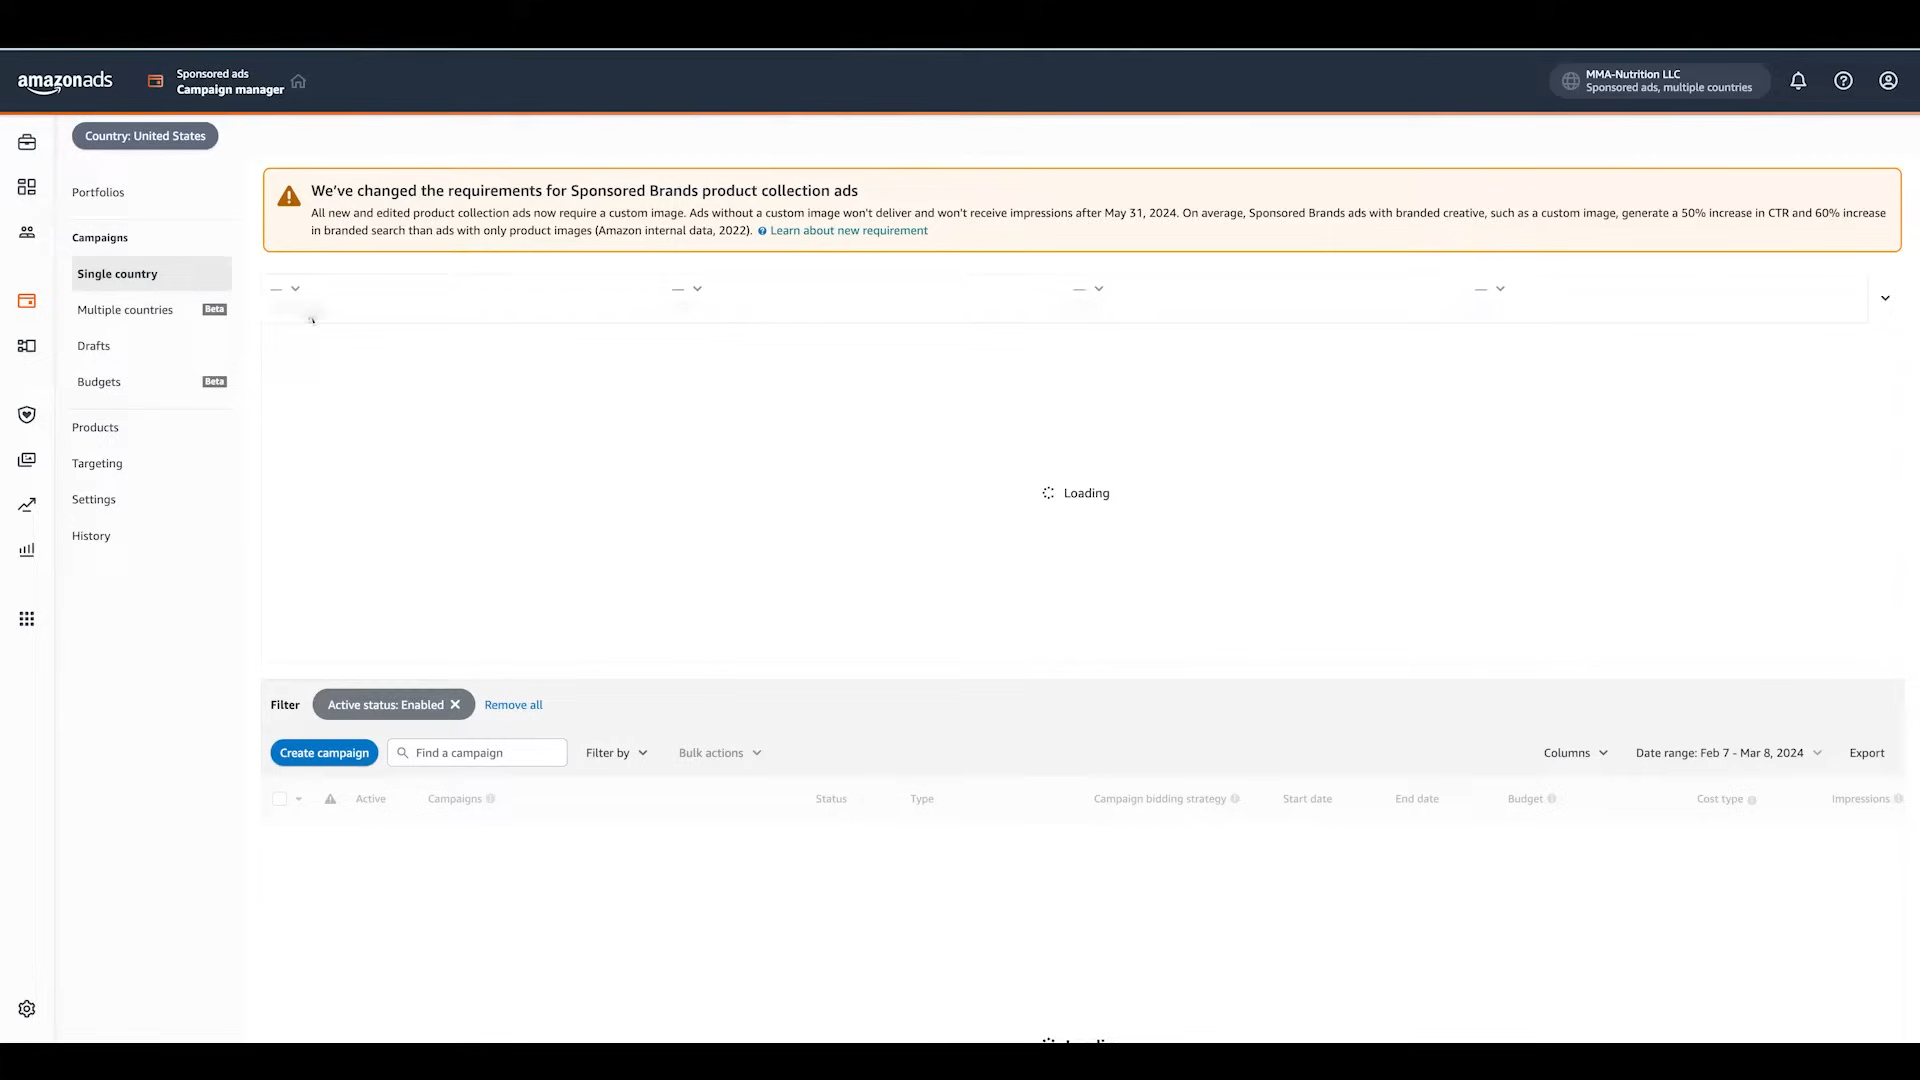 amazonads
Sponsored ads
Campaign manager
MMA-Nutrition LLC
Sponsored ads, multiple countries
Country: United States
Portfolios
Campaigns
Single country
Multiple countries Beta
Drafts
Budgets Beta
Products
Targeting
Settings
History
We've changed the requirements for Sponsored Brands product collection ads
All new and edited product collection ads now require a custom image. Ads without a custom image won't deliver and won't receive impressions after May 31, 2024. On average, Sponsored Brands ads with branded creative, such as a custom image, generate a 50% increase in CTR and 60% increase
in branded search than ads with only product images (Amazon internal data, 2022). Learn about new requirement
— — — —
Loading
Filter Active status: Enabled Remove all
Create campaign Find a campaign Filter by Bulk actions Columns Date range: Feb 7 - Mar 8, 2024 Export
Active Campaigns Status Type Campaign bidding strategy Start date End date Budget Cost type Impressions